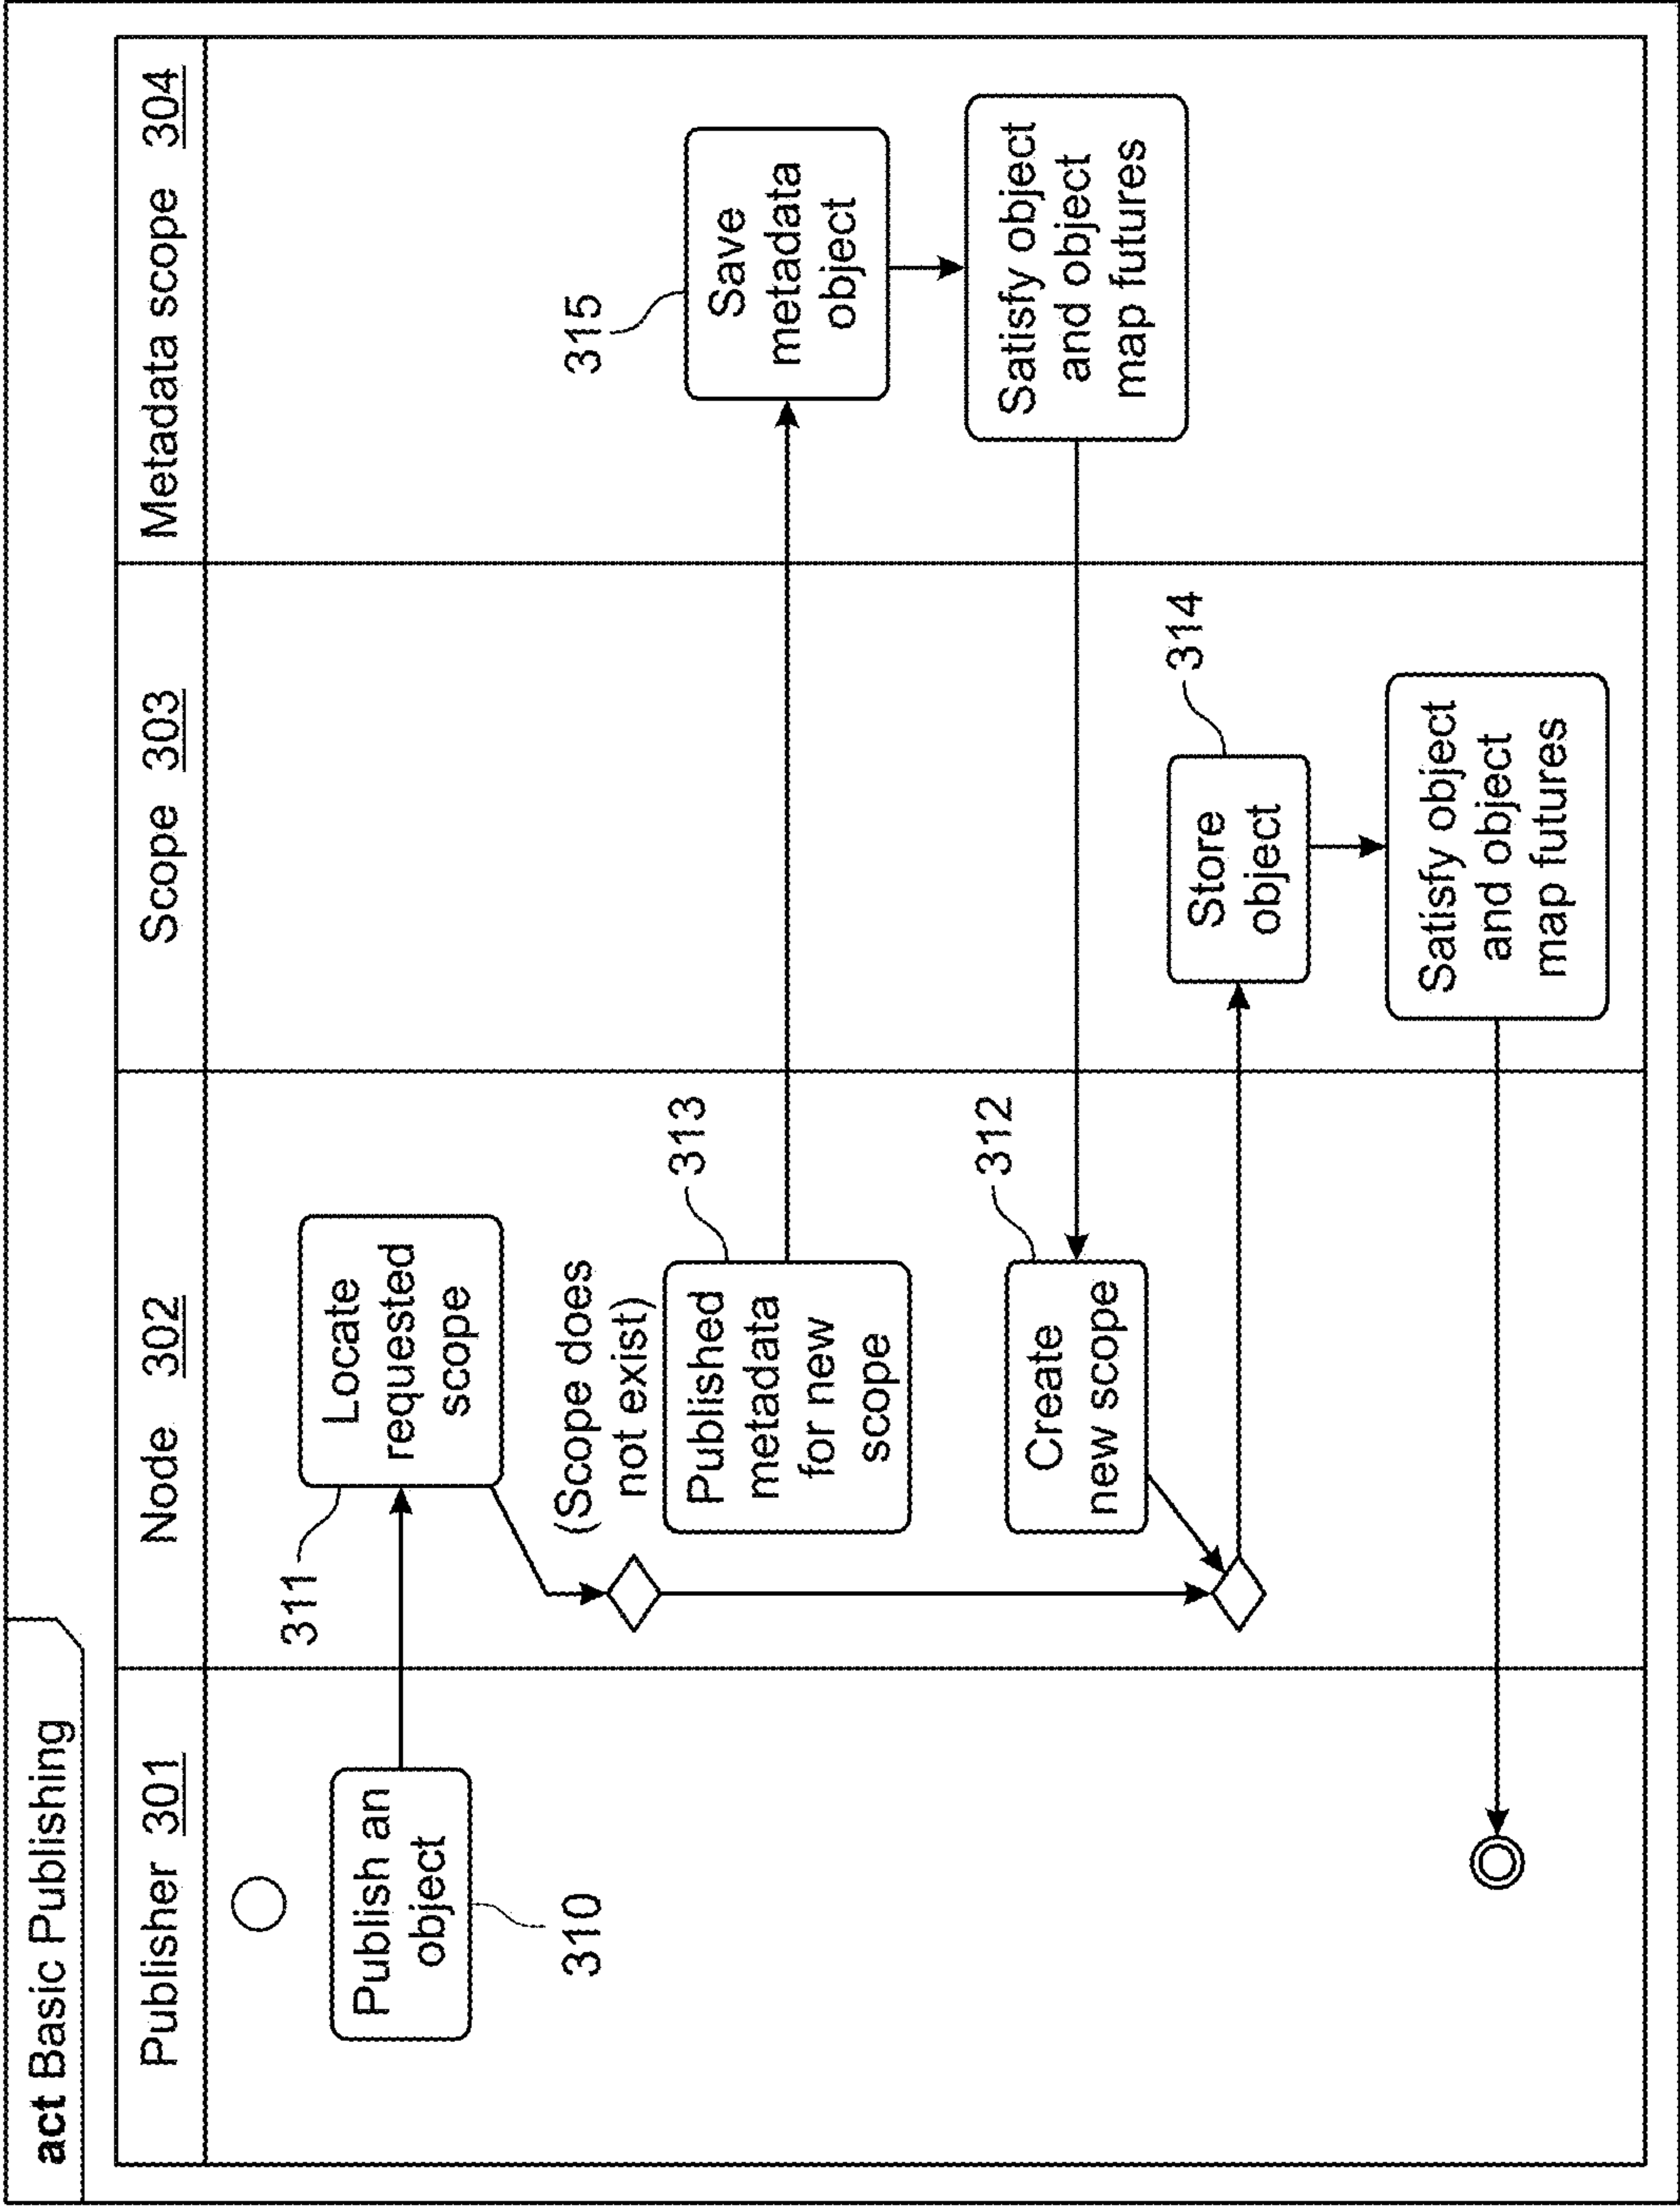 act Basic Publishing
Publisher 301
Node 302
Scope 303
Metadata scope 304
Publish an
object
310
311
Locate
requested
scope
(Scope does
not exist)
Published
metadata
for new
scope
313
315
Save
metadata
object
Satisfy object
and object
map futures
Create
new scope
312
Store
object
314
Satisfy object
and object
map futures